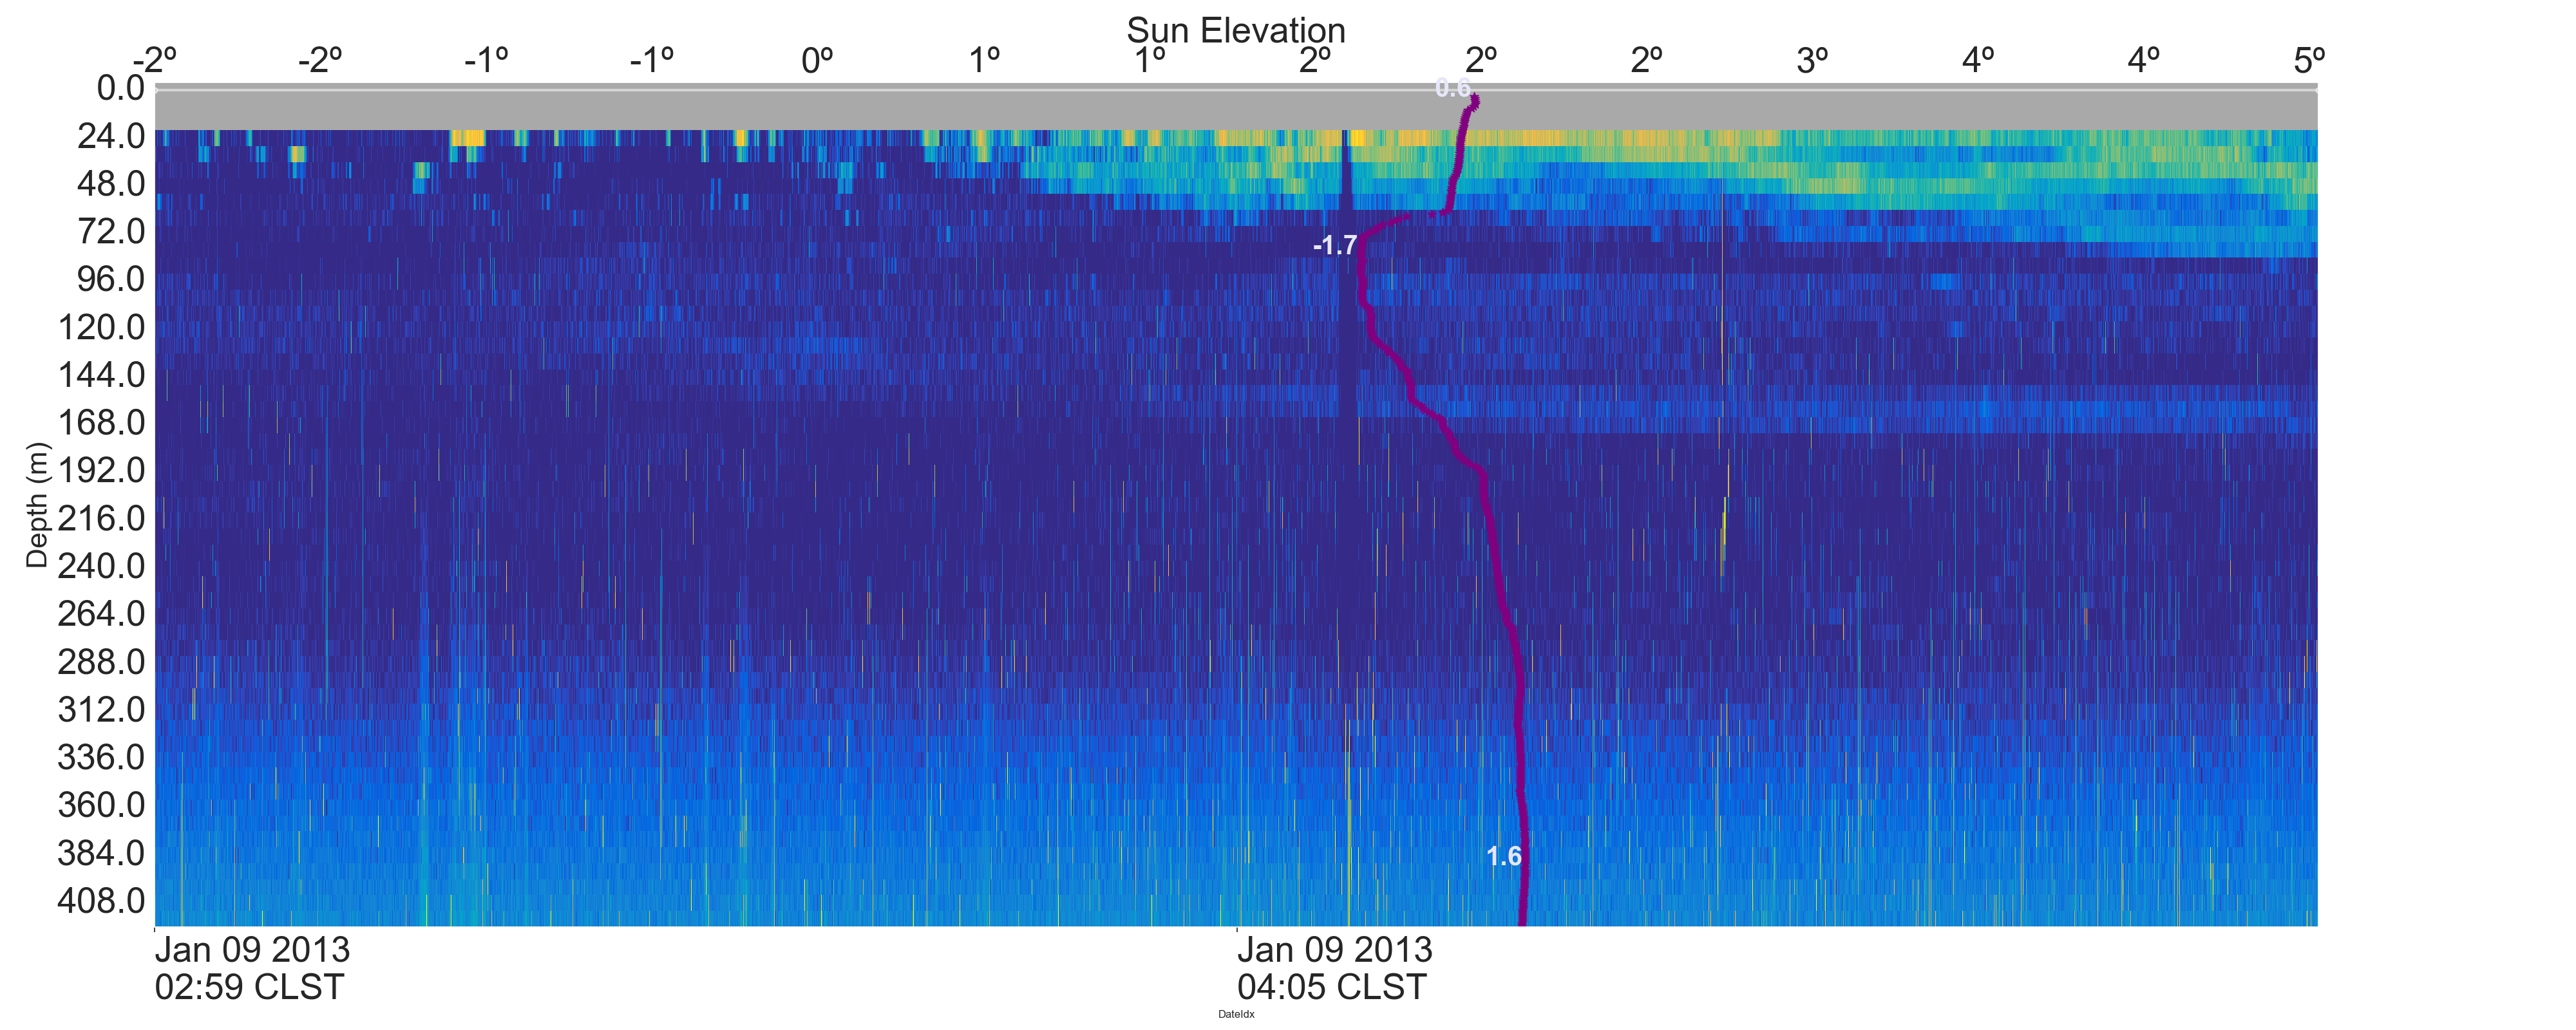 Sun Elevation
-2º -2º -1º -1º 0º 1º 1º 2º 2º 2º 3º 4º 4º 5º
0.0
24.0
48.0
72.0
96.0
120.0
144.0
168.0
192.0
216.0
240.0
264.0
288.0
312.0
336.0
360.0
384.0
408.0
Depth (m)
0.6
-1.7
1.6
Jan 09 2013
02:59 CLST
Jan 09 2013
04:05 CLST
DateIdx